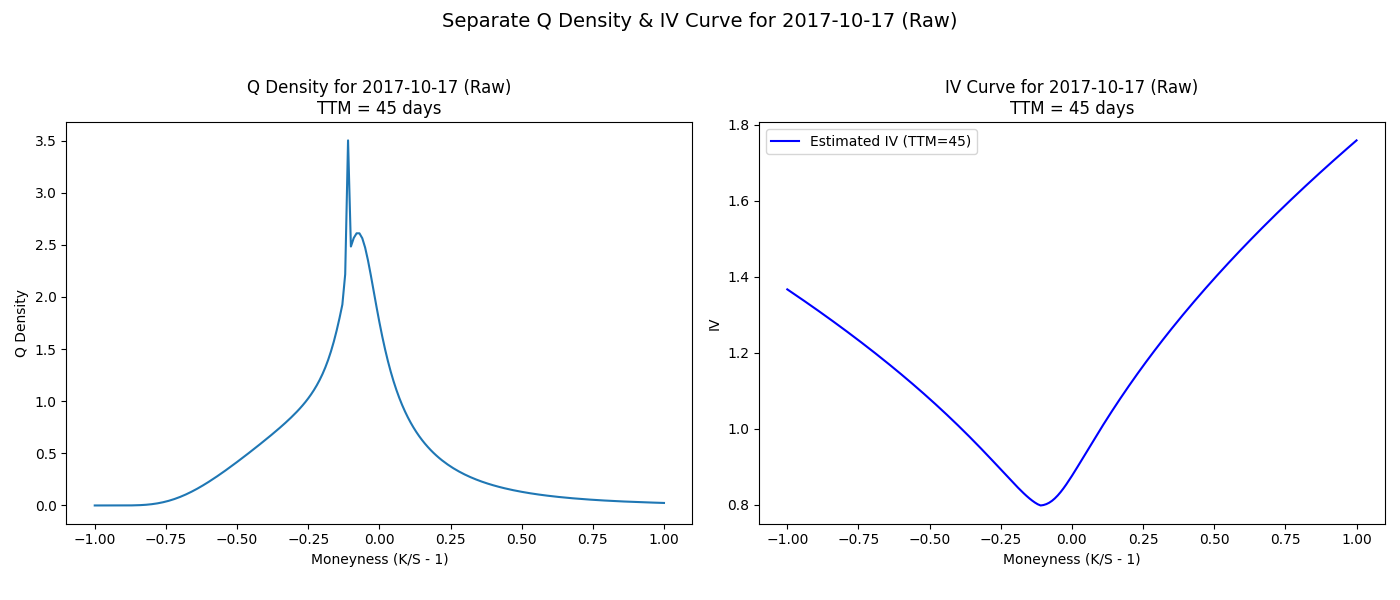 Separate Q Density & IV Curve for 2017-10-17 (Raw)
Q Density for 2017-10-17 (Raw)
TTM = 45 days
3.5
3.0
2.5
2.0
1.5
1.0
0.5
0.0
Q Density
−1.00 −0.75 −0.50 −0.25 0.00 0.25 0.50 0.75 1.00
Moneyness (K/S - 1)
IV Curve for 2017-10-17 (Raw)
TTM = 45 days
Estimated IV (TTM=45)
1.8
1.6
1.4
1.2
1.0
0.8
IV
−1.00 −0.75 −0.50 −0.25 0.00 0.25 0.50 0.75 1.00
Moneyness (K/S - 1)